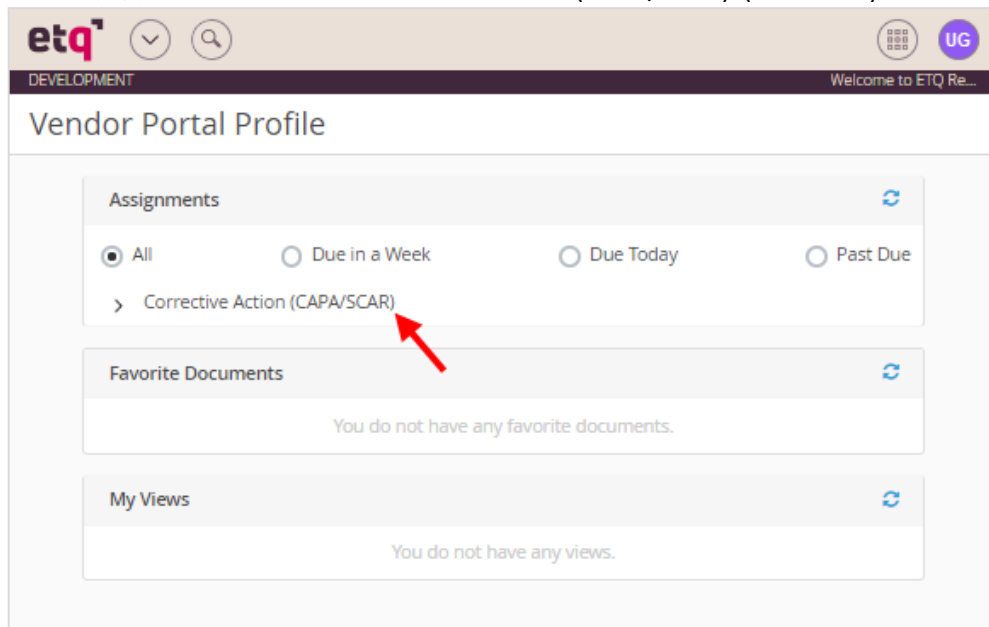 etq UG
DEVELOPMENT Welcome to ETQ Re...
Vendor Portal Profile
Assignments
All Due in a Week Due Today Past Due
Corrective Action (CAPA/SCAR)
Favorite Documents
You do not have any favorite documents.
My Views
You do not have any views.